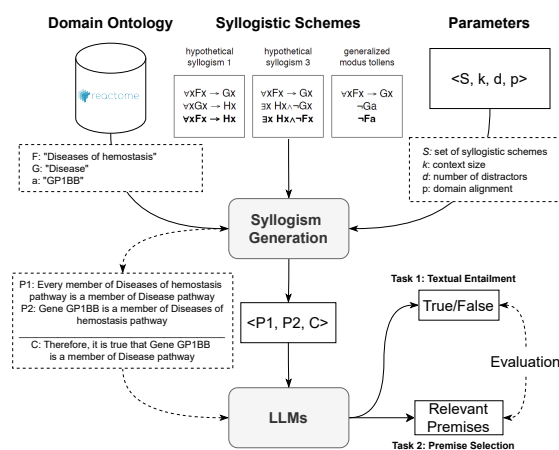 Domain Ontology
Syllogistic Schemes
Parameters
reactome
hypothetical
syllogism 1
hypothetical
syllogism 3
generalized
modus tollens
∀xFx → Gx
∀xGx → Hx
∀xFx → Hx
∀xFx → Gx
∃x Hx∧¬Gx
∃x Hx∧¬Fx
∀xFx → Gx
¬Ga
¬Fa
<S, k, d, p>
F: "Diseases of hemostasis"
G: "Disease"
a: "GP1BB"
S: set of syllogistic schemes
k: context size
d: number of distractors
p: domain alignment
Syllogism
Generation
P1: Every member of Diseases of hemostasis
pathway is a member of Disease pathway
P2: Gene GP1BB is a member of Diseases of
hemostasis pathway
C: Therefore, it is true that Gene GP1BB
is a member of Disease pathway
<P1, P2, C>
Task 1: Textual Entailment
True/False
Evaluation
LLMs
Relevant
Premises
Task 2: Premise Selection